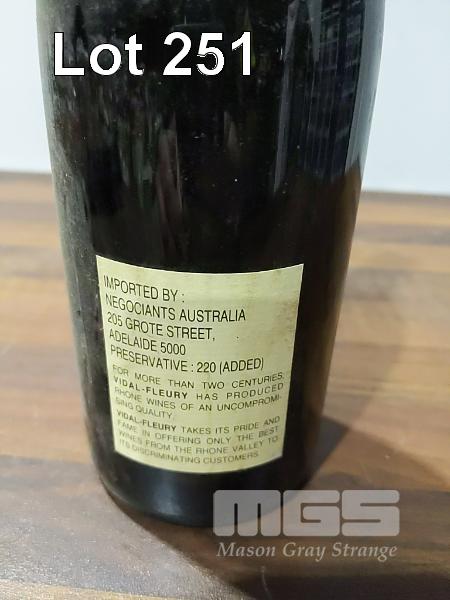 Lot 251
IMPORTED BY :
NEGOCIANTS AUSTRALIA
205 GROTE STREET,
ADELAIDE 5000
PRESERVATIVE : 220 (ADDED)
FOR MORE THAN TWO CENTURIES,
VIDAL-FLEURY HAS PRODUCED
RHONE WINES OF AN UNCOMPROMI-
SING QUALITY.
VIDAL-FLEURY TAKES ITS PRIDE AND
FAME IN OFFERING ONLY THE BEST
WINES FROM THE RHONE VALLEY TO
ITS DISCRIMINATING CUSTOMERS.
MGS
Mason Gray Strange